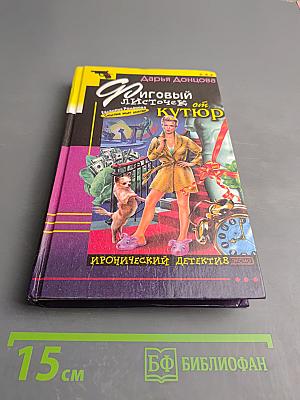 Дарья Донцова
Фиговый
листочек от
кутюр
ИРОНИЧЕСКИЙ ДЕТЕКТИВ
15 см
БФ БИБЛИОФАН